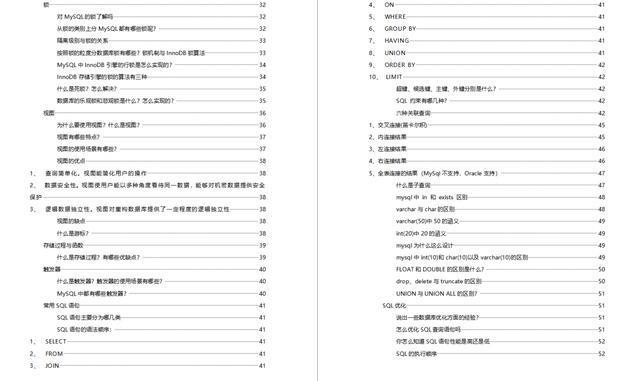 锁 32
对 MySQL 的锁了解吗 32
从锁的类别上分 MySQL 都有哪些锁呢？ 32
隔离级别与锁的关系 33
按照锁的粒度分数据库锁有哪些？锁机制与 InnoDB 锁算法 33
MySQL 中 InnoDB 引擎的行锁是怎么实现的？ 34
InnoDB 存储引擎的锁的算法有三种 34
什么是死锁？怎么解决？ 35
数据库的乐观锁和悲观锁是什么？怎么实现的？ 35
视图 36
为什么要使用视图？什么是视图？ 36
视图有哪些特点？ 37
视图的使用场景有哪些？ 37
视图的优点 38
1、 查询简单化。视图能简化用户的操作 38
2、 数据安全性。视图使用户能以多种角度看待同一数据，能够对机密数据提供安全
保护 38
3、 逻辑数据独立性。视图对重构数据库提供了一定程度的逻辑独立性 38
视图的缺点 38
什么是游标？ 38
存储过程与函数 39
什么是存储过程？有哪些优缺点？ 39
触发器 40
什么是触发器？触发器的使用场景有哪些？ 40
MySQL 中都有哪些触发器？ 40
常用 SQL 语句 41
SQL 语句主要分为哪几类 41
SQL 语句的语法顺序： 41
1、 SELECT 41
2、 FROM 41
3、 JOIN 41
4、 ON 41
5、 WHERE 41
6、 GROUP BY 41
7、 HAVING 41
8、 UNION 41
9、 ORDER BY 42
10、 LIMIT 42
超键、候选键、主键、外键分别是什么？ 42
SQL 约束有哪几种？ 42
六种关联查询 42
1、交叉连接(笛卡尔积) 45
2、内连接结果 45
3、左连接结果 46
4、右连接结果 46
5、全表连接的结果（MySql 不支持，Oracle 支持） 47
什么是子查询 47
mysql 中 in 和 exists 区别 48
varchar 与 char 的区别 48
varchar(50)中 50 的涵义 49
int(20)中 20 的涵义 49
mysql 为什么这么设计 49
mysql 中 int(10)和 char(10)以及 varchar(10)的区别 49
FLOAT 和 DOUBLE 的区别是什么？ 50
drop、delete 与 truncate 的区别 50
UNION 与 UNION ALL 的区别？ 51
SQL 优化 51
说出一些数据库优化方面的经验？ 51
怎么优化 SQL 查询语句吗 51
你怎么知道 SQL 语句性能是高还是低 52
SQL 的执行顺序 52